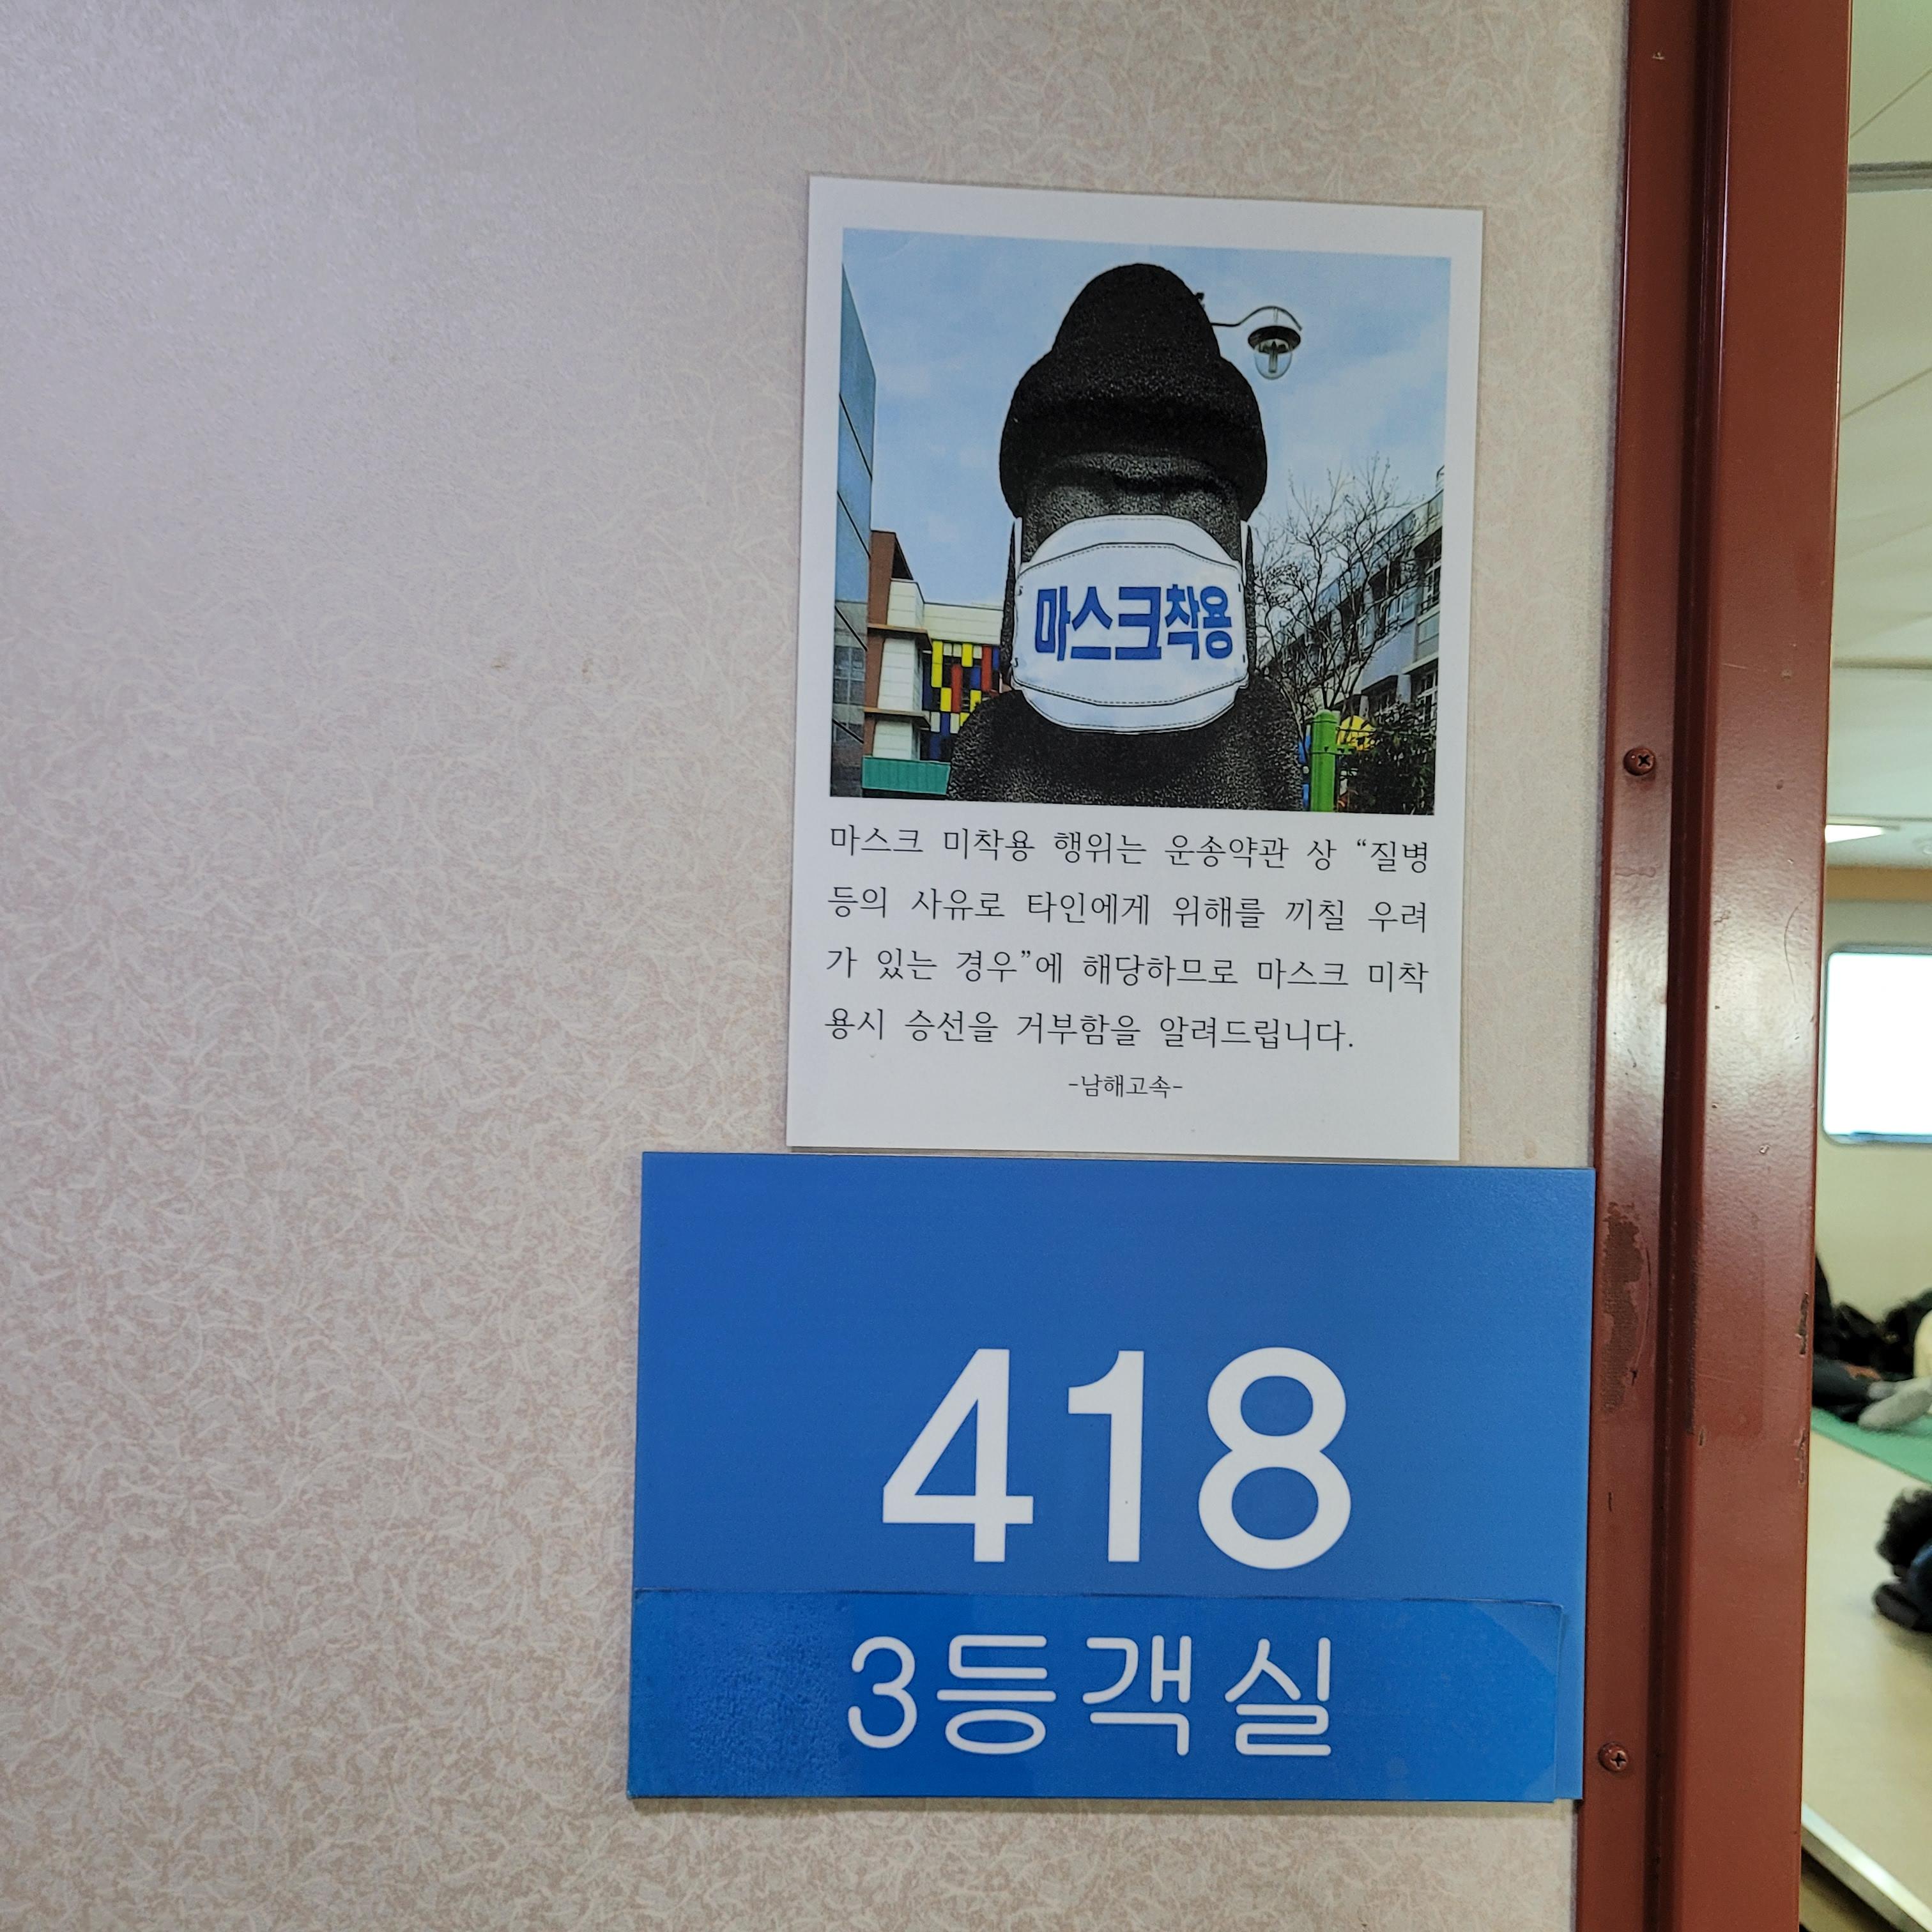 마스크착용
마스크 미착용 행위는 운송약관 상 “질병
등의 사유로 타인에게 위해를 끼칠 우려
가 있는 경우”에 해당하므로 마스크 미착
용시 승선을 거부함을 알려드립니다.
-남해고속-
418
3등객실